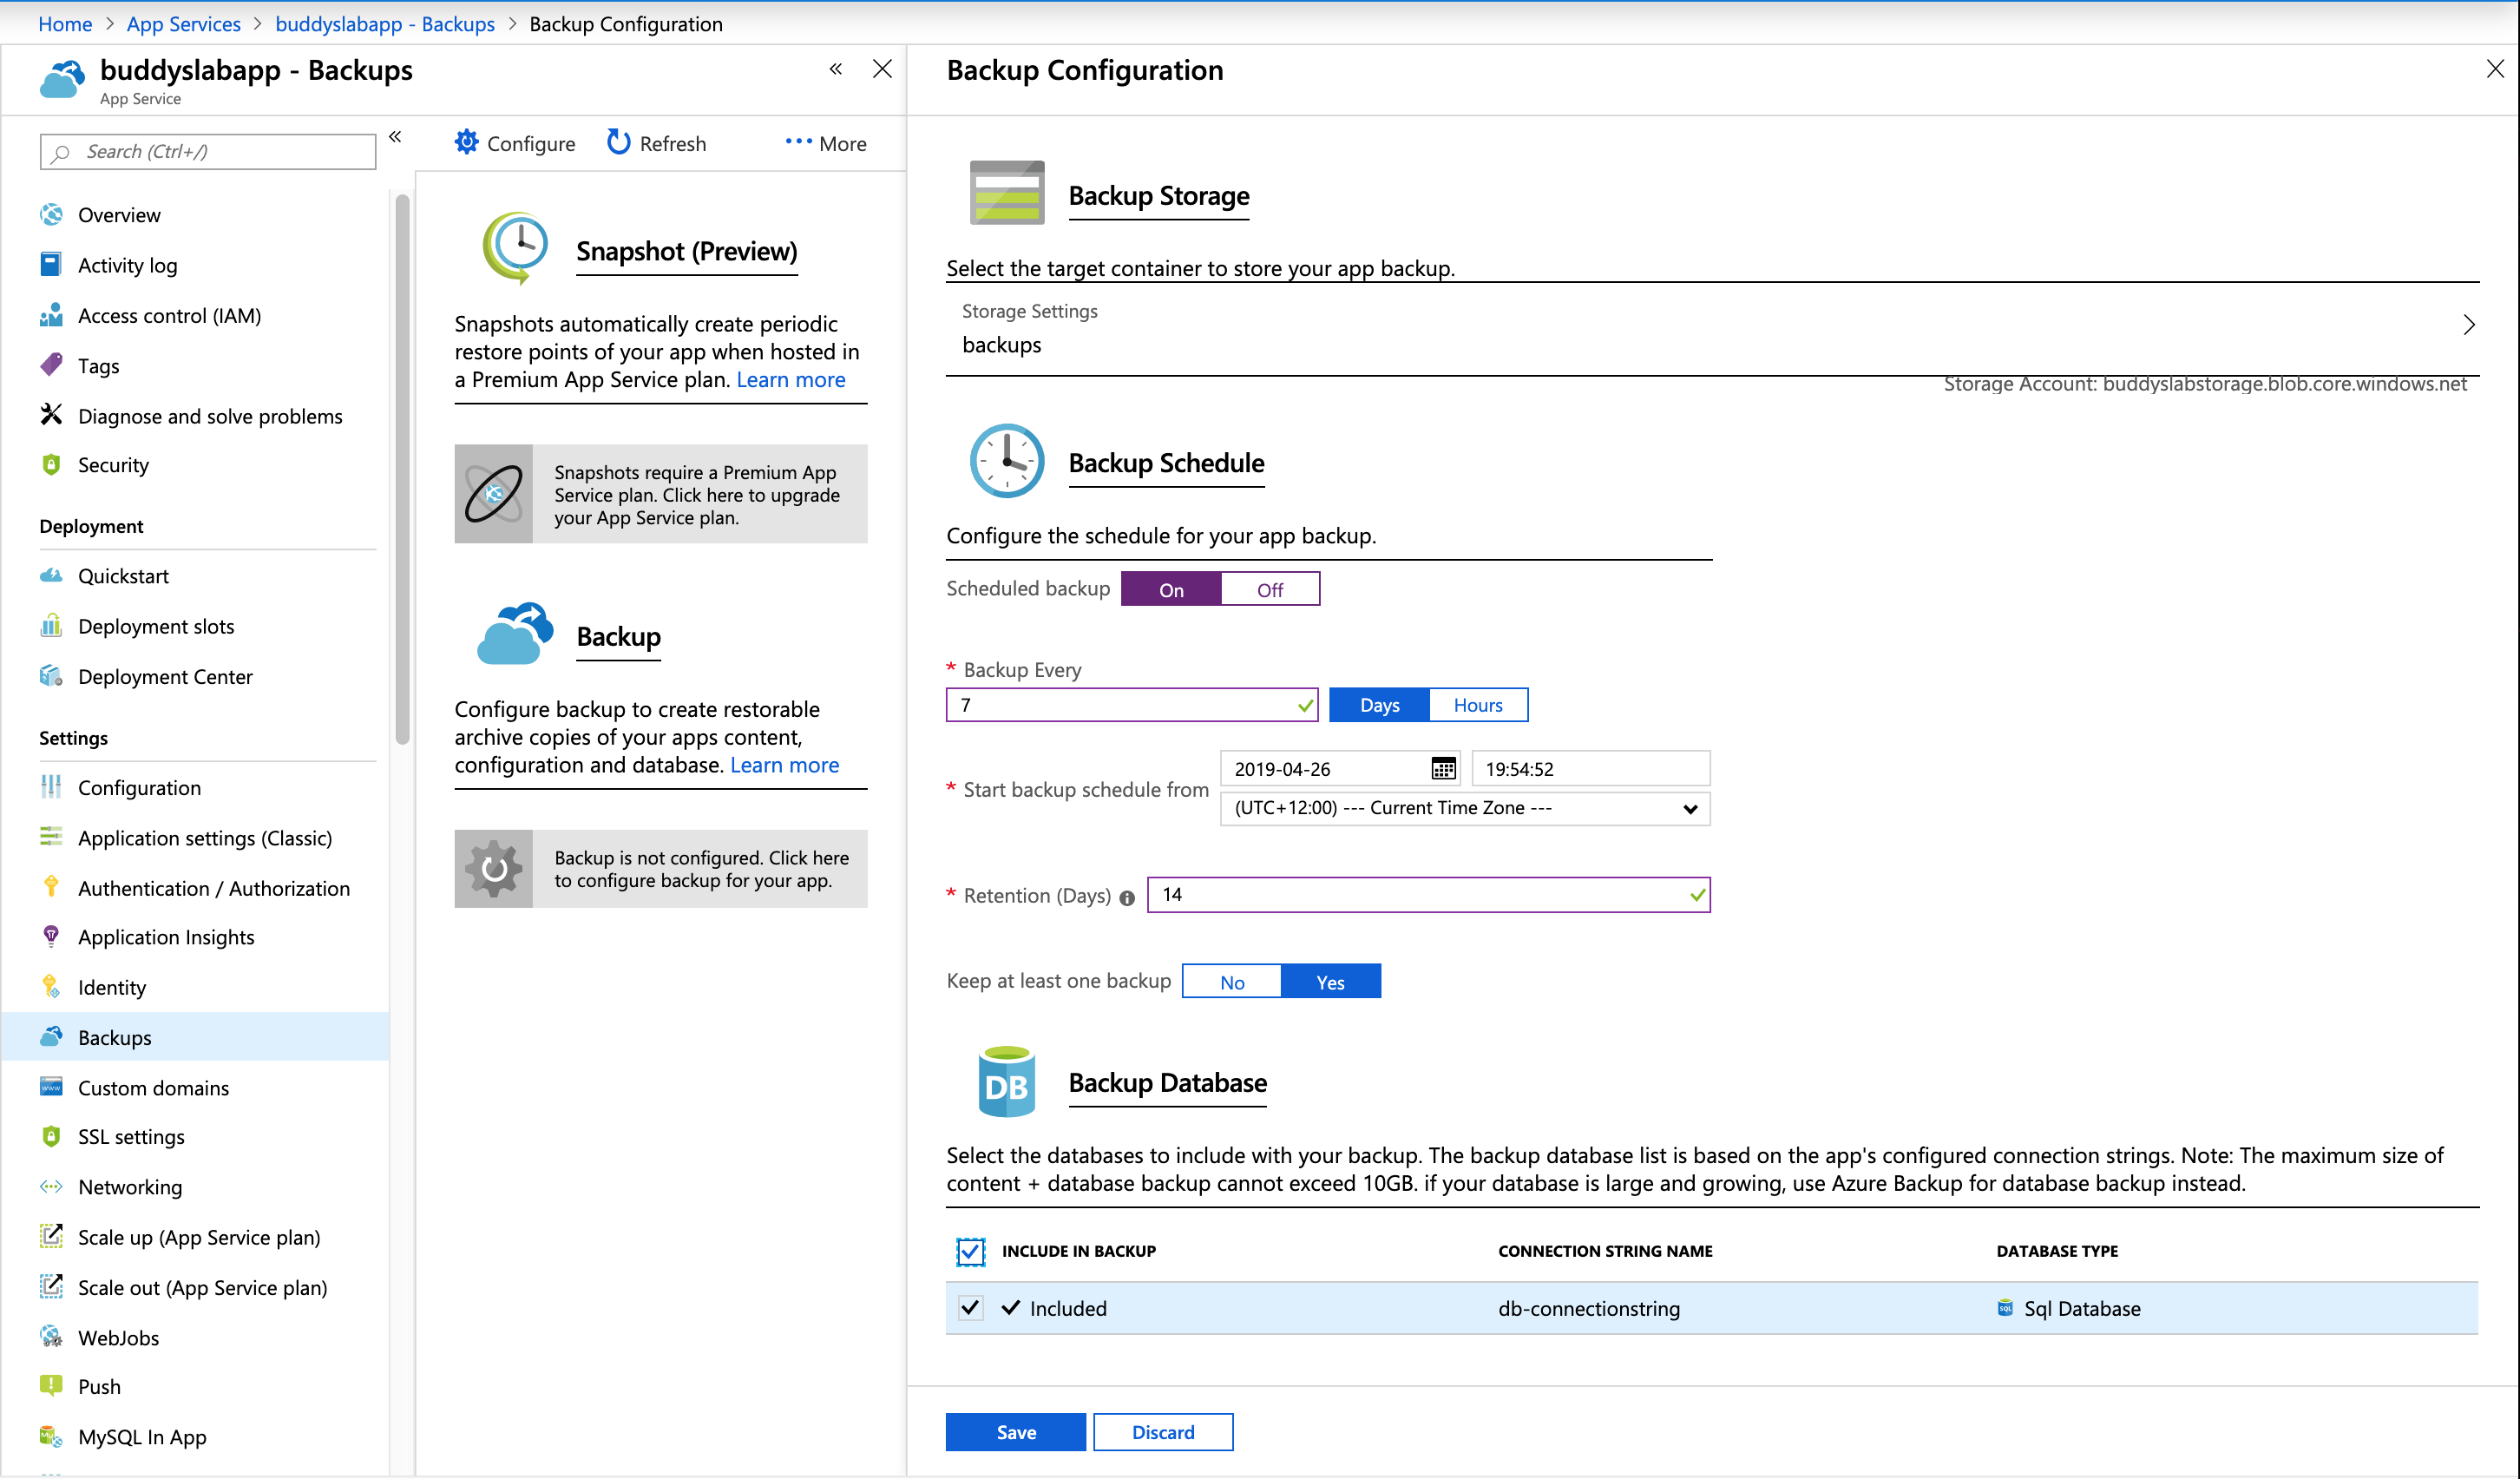 Home > App Services > buddyslabapp - Backups > Backup Configuration
buddyslabapp - Backups
App Service
Search (Ctrl+/)
Overview
Activity log
Access control (IAM)
Tags
Diagnose and solve problems
Security
Deployment
Quickstart
Deployment slots
Deployment Center
Settings
Configuration
Application settings (Classic)
Authentication / Authorization
Application Insights
Identity
Backups
Custom domains
SSL settings
Networking
Scale up (App Service plan)
Scale out (App Service plan)
WebJobs
Push
MySQL In App
Configure
Refresh
More
Snapshot (Preview)
Snapshots automatically create periodic
restore points of your app when hosted in
a Premium App Service plan. Learn more
Snapshots require a Premium App
Service plan. Click here to upgrade
your App Service plan.
Backup
Configure backup to create restorable
archive copies of your apps content,
configuration and database. Learn more
Backup is not configured. Click here
to configure backup for your app.
Backup Configuration
Backup Storage
Select the target container to store your app backup.
Storage Settings
backups
Storage Account: buddyslabstorage.blob.core.windows.net
Backup Schedule
Configure the schedule for your app backup.
Scheduled backup On Off
* Backup Every
7 Days Hours
2019-04-26 19:54:52
* Start backup schedule from
(UTC+12:00) --- Current Time Zone ---
* Retention (Days) 14
Keep at least one backup No Yes
DB
Backup Database
Select the databases to include with your backup. The backup database list is based on the app's configured connection strings. Note: The maximum size of
content + database backup cannot exceed 10GB. if your database is large and growing, use Azure Backup for database backup instead.
INCLUDE IN BACKUP CONNECTION STRING NAME DATABASE TYPE
Included db-connectionstring Sql Database
Save Discard